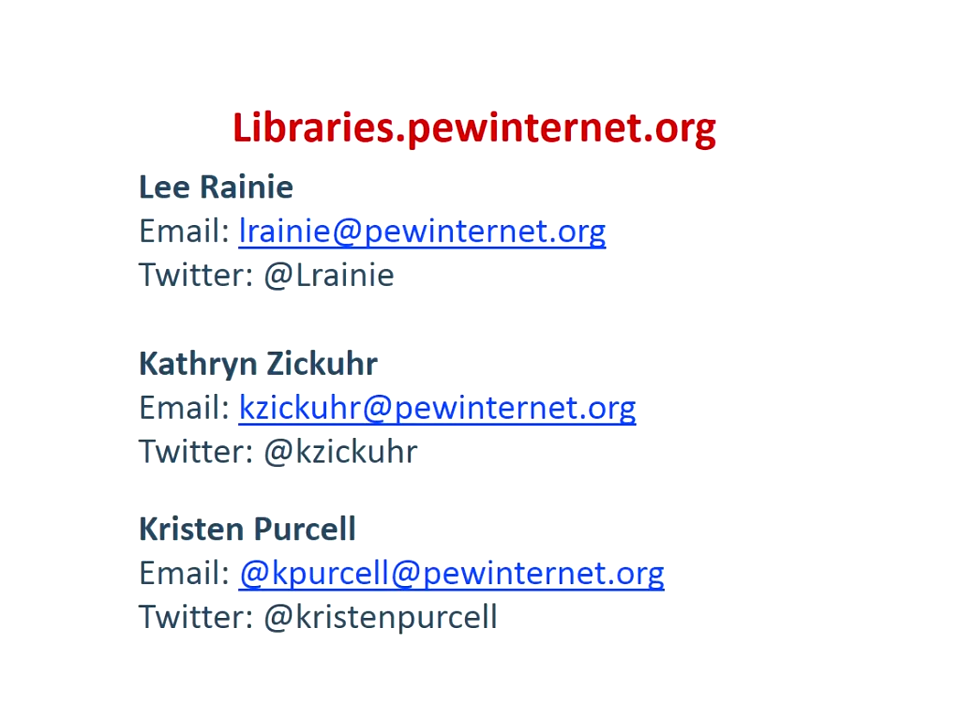 Libraries.pewinternet.org
Lee Rainie
Email: lrainie@pewinternet.org
Twitter: @Lrainie
Kathryn Zickuhr
Email: kzickuhr@pewinternet.org
Twitter: @kzickuhr
Kristen Purcell
Email: @kpurcell@pewinternet.org
Twitter: @kristenpurcell